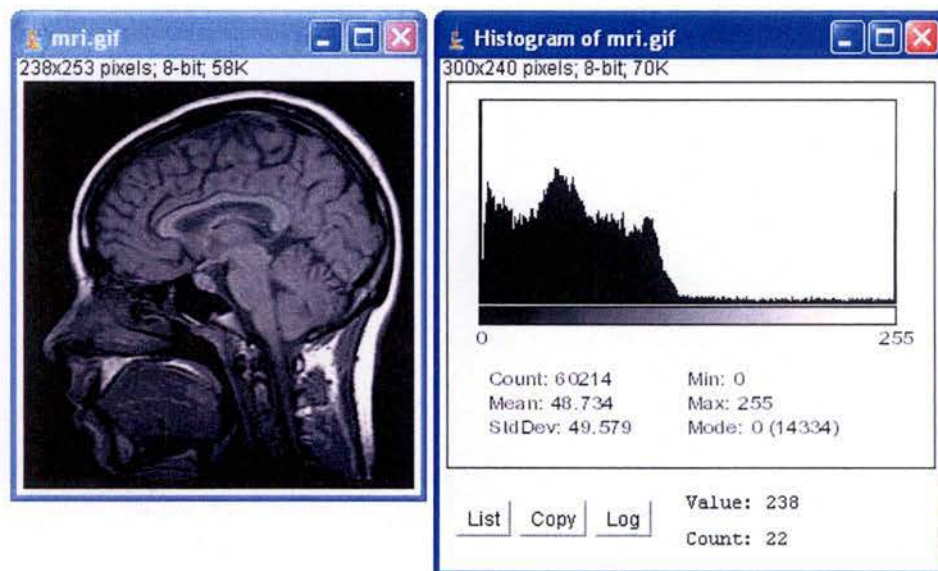 mri.gif
238x253 pixels; 8-bit; 58K
Histogram of mri.gif
300x240 pixels; 8-bit; 70K
0 255
Count: 60214 Min: 0
Mean: 48.734 Max: 255
StdDev: 49.579 Mode: 0 (14334)
List Copy Log
Value: 238
Count: 22